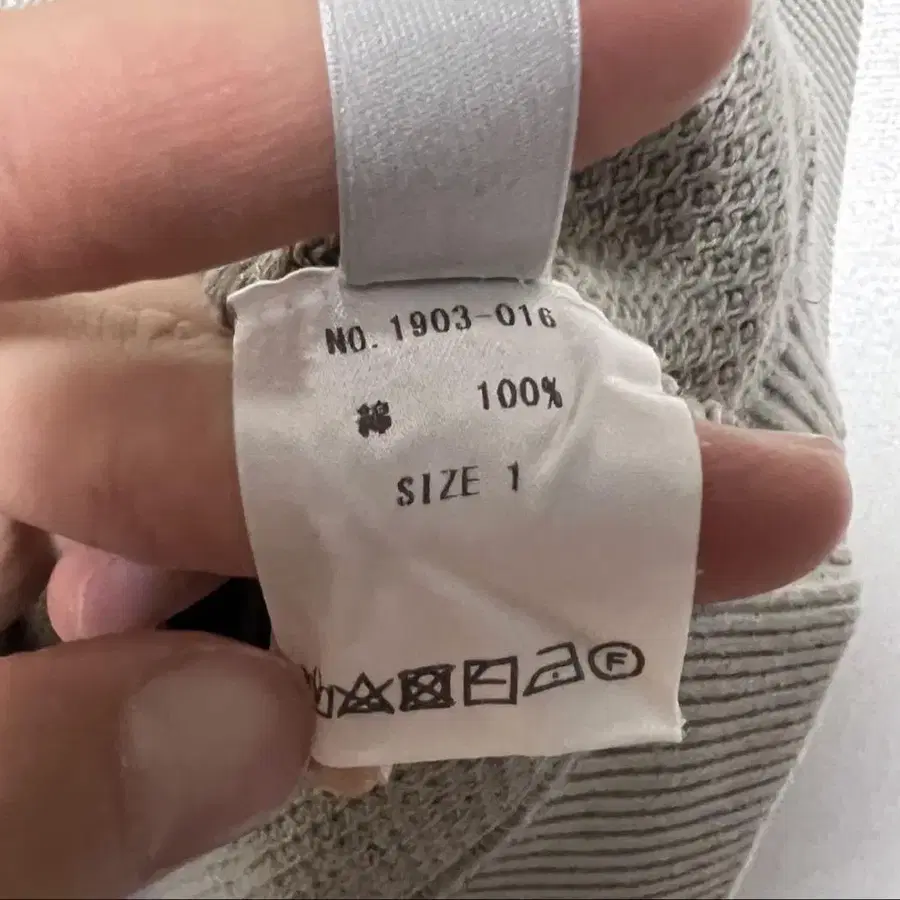 NO. 1903-016
綿 100%
SIZE 1
F